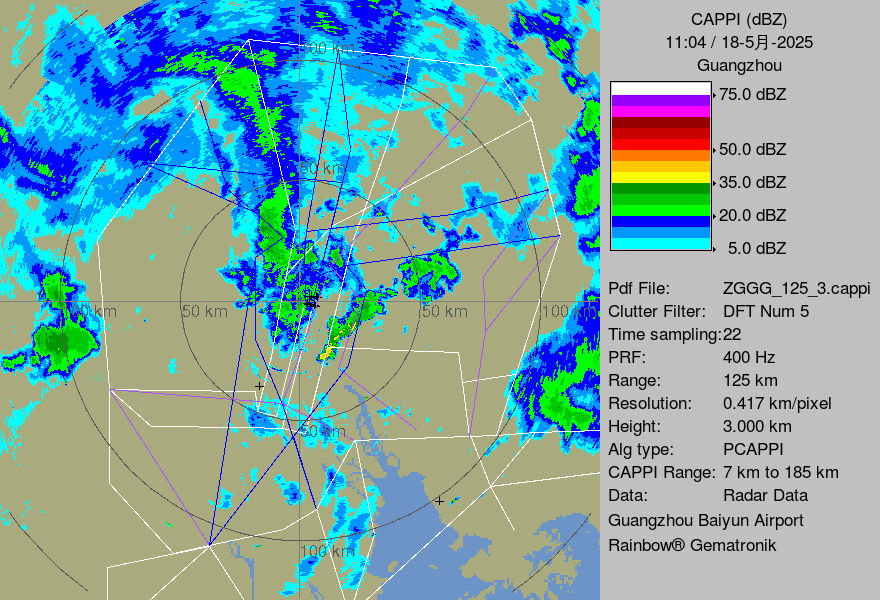 CAPPI (dBZ)
11:04 / 18-5月-2025
Guangzhou
75.0 dBZ
50.0 dBZ
35.0 dBZ
20.0 dBZ
5.0 dBZ
Pdf File: ZGGG_125_3.cappi
Clutter Filter: DFT Num 5
Time sampling:22
PRF: 400 Hz
Range: 125 km
Resolution: 0.417 km/pixel
Height: 3.000 km
Alg type: PCAPPI
CAPPI Range: 7 km to 185 km
Data: Radar Data
Guangzhou Baiyun Airport
Rainbow® Gematronik
100 km
50 km
100 km
50 km
50 km
100 km
50 km
100 km